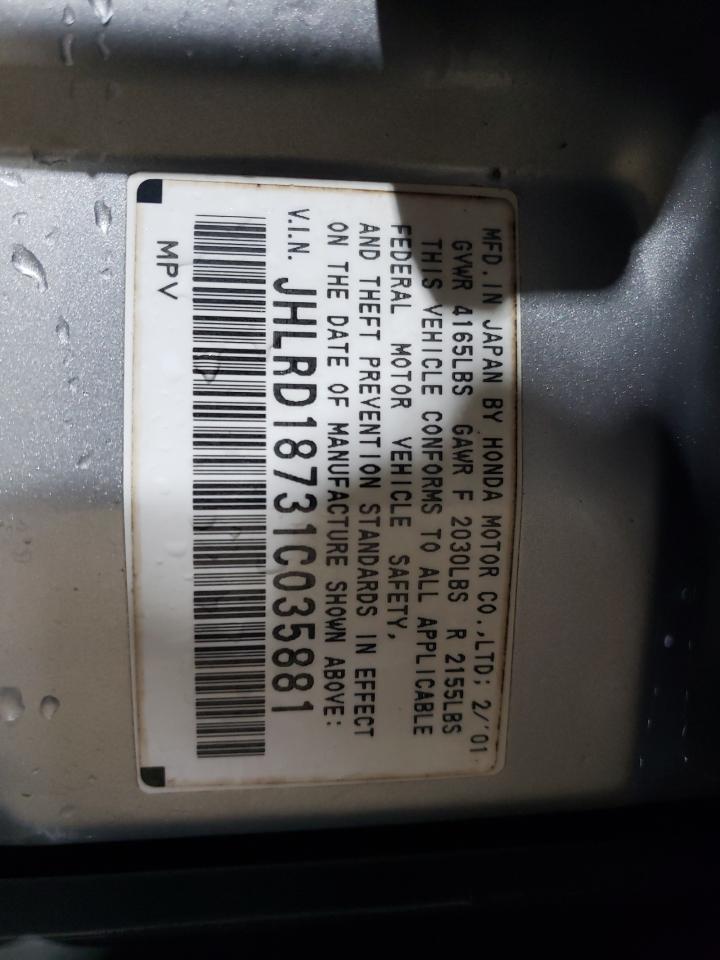 MFD. IN JAPAN BY HONDA MOTOR CO.,LTD; 2/'01
GVWR 4165LBS GAWR F 2030LBS R 2155LBS
THIS VEHICLE CONFORMS TO ALL APPLICABLE
FEDERAL MOTOR VEHICLE SAFETY,
AND THEFT PREVENTION STANDARDS IN EFFECT
ON THE DATE OF MANUFACTURE SHOWN ABOVE:
V.I.N. JHLRD18731C035881
MPV